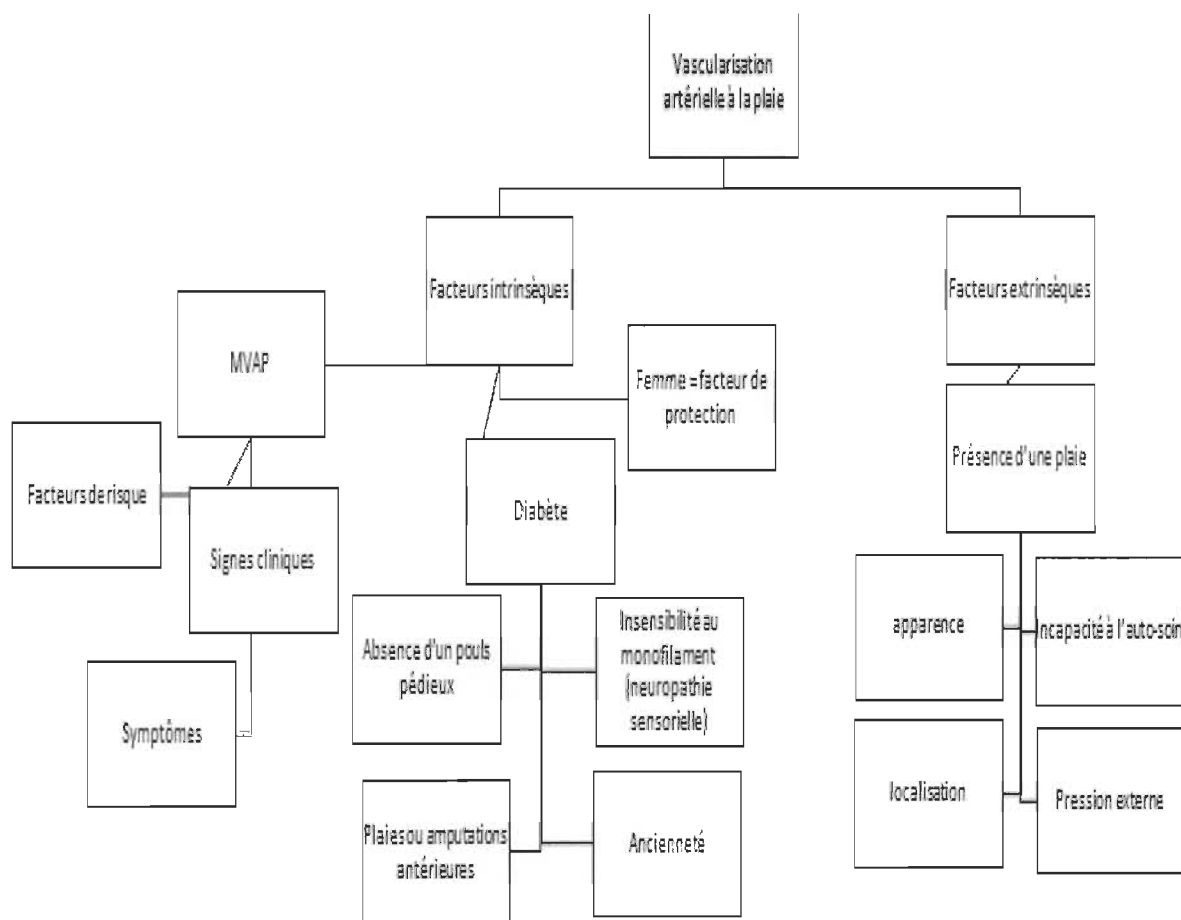 Vascularisation
artérielle à la plaie
Facteurs intrinsèques
Facteurs extrinsèques
MVAP
Femme = facteur de
protection
Facteurs de risque
Signes cliniques
Diabète
Présence d'une plaie
Symptômes
Absence d'un pouls
pédieux
Insensibilité au
monofilament
(neuropathie
sensorielle)
Plaies ou amputations
antérieures
Ancienneté
apparence
Incapacité à l'auto-soin
localisation
Pression externe